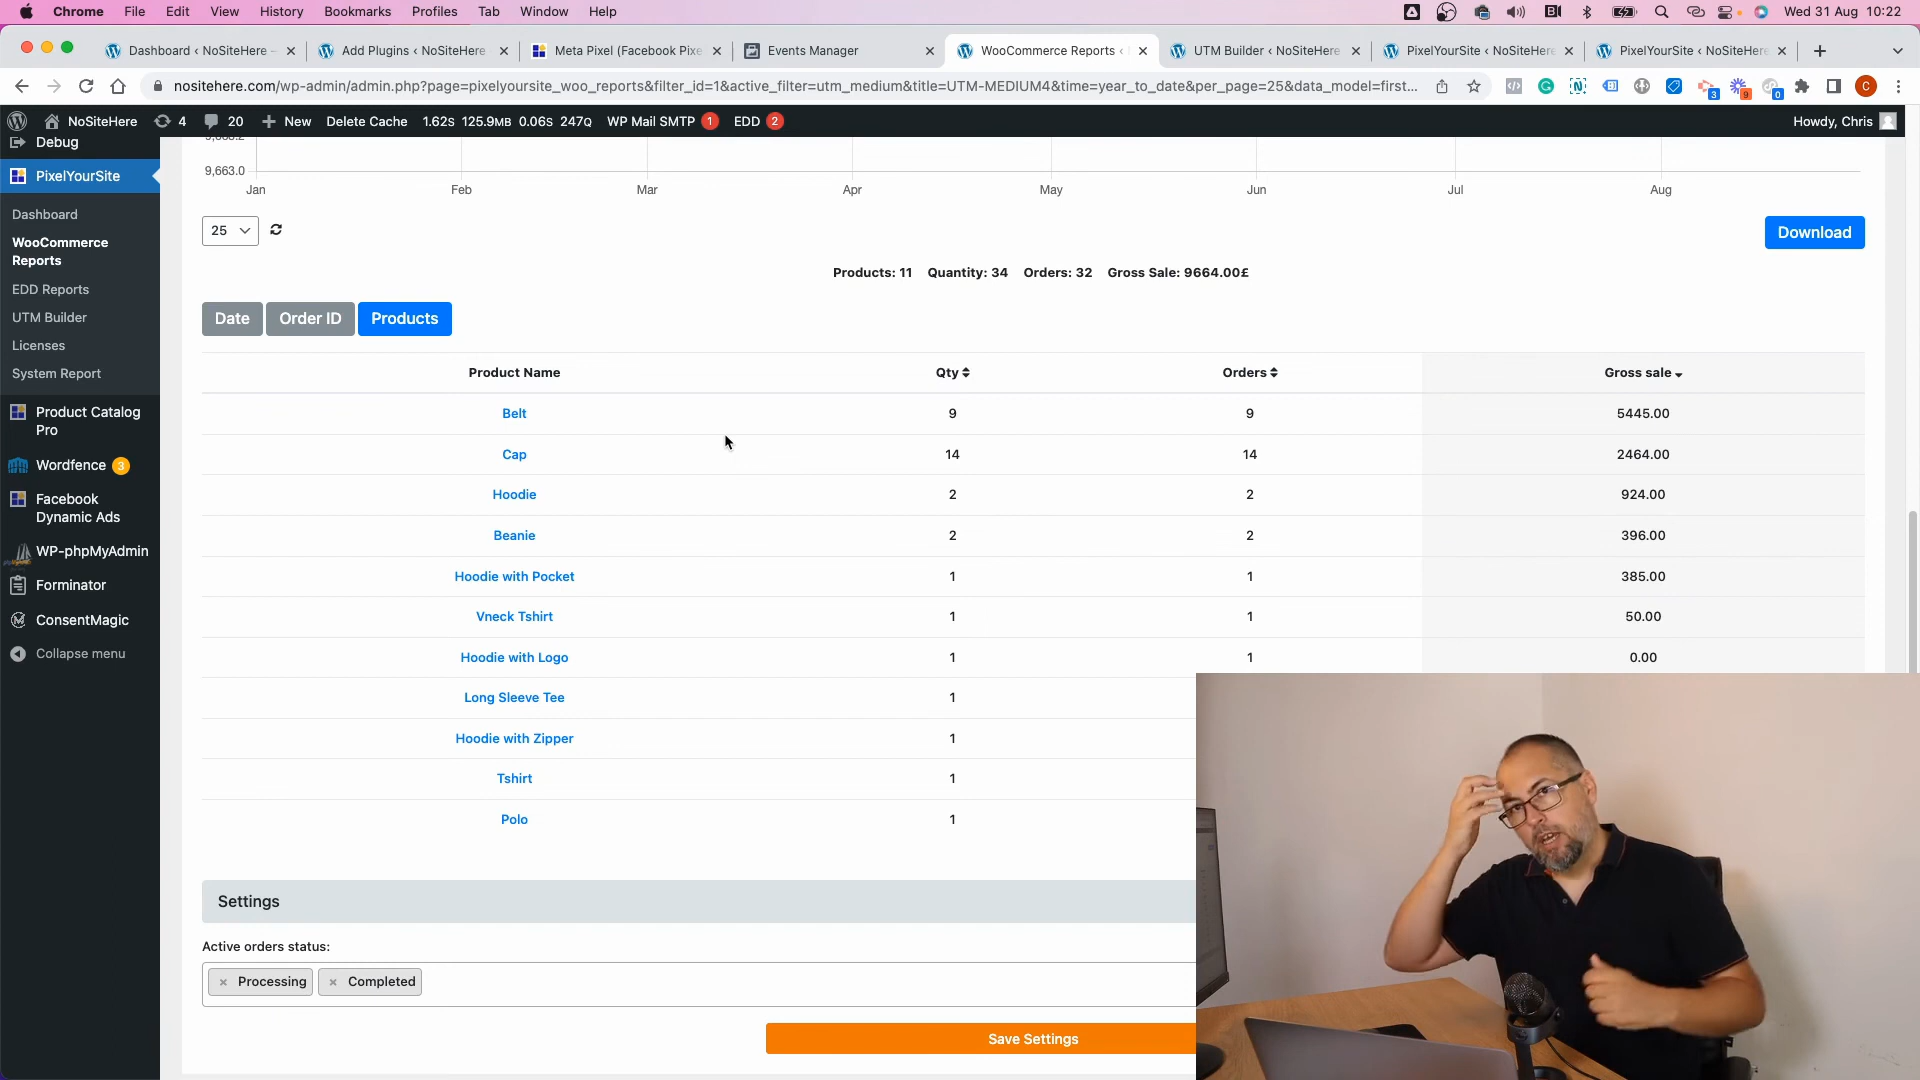 Chrome File Edit View History Bookmarks Profiles Tab Window Help Wed 31 Aug 10:22
Dashboard ‹ NoSiteHere Add Plugins ‹ NoSiteHere Meta Pixel (Facebook Pixe Events Manager WooCommerce Reports ‹ UTM Builder ‹ NoSiteHere PixelYourSite ‹ NoSiteHere PixelYourSite ‹ NoSiteHere
nositehere.com/wp-admin/admin.php?page=pixelyoursite_woo_reports&filter_id=1&active_filter=utm_medium&title=UTM-MEDIUM4&time=year_to_date&per_page=25&data_model=first...
3 9 0 C
NoSiteHere 4 20 New Delete Cache 1.62S 125.9MB 0.06S 247Q WP Mail SMTP 1 EDD 2 Howdy, Chris
Debug
PixelYourSite
Dashboard
WooCommerce
Reports
EDD Reports
UTM Builder
Licenses
System Report
Product Catalog
Pro
Wordfence 3
Facebook
Dynamic Ads
WP-phpMyAdmin
Forminator
ConsentMagic
Collapse menu
9,663.0
Jan Feb Mar Apr May Jun Jul Aug
25
Download
Products: 11 Quantity: 34 Orders: 32 Gross Sale: 9664.00£
Date Order ID Products
Product Name Qty Orders Gross sale
Belt 9 9 5445.00
Cap 14 14 2464.00
Hoodie 2 2 924.00
Beanie 2 2 396.00
Hoodie with Pocket 1 1 385.00
Vneck Tshirt 1 1 50.00
Hoodie with Logo 1 1 0.00
Long Sleeve Tee 1
Hoodie with Zipper 1
Tshirt 1
Polo 1
Settings
Active orders status:
× Processing × Completed
Save Settings